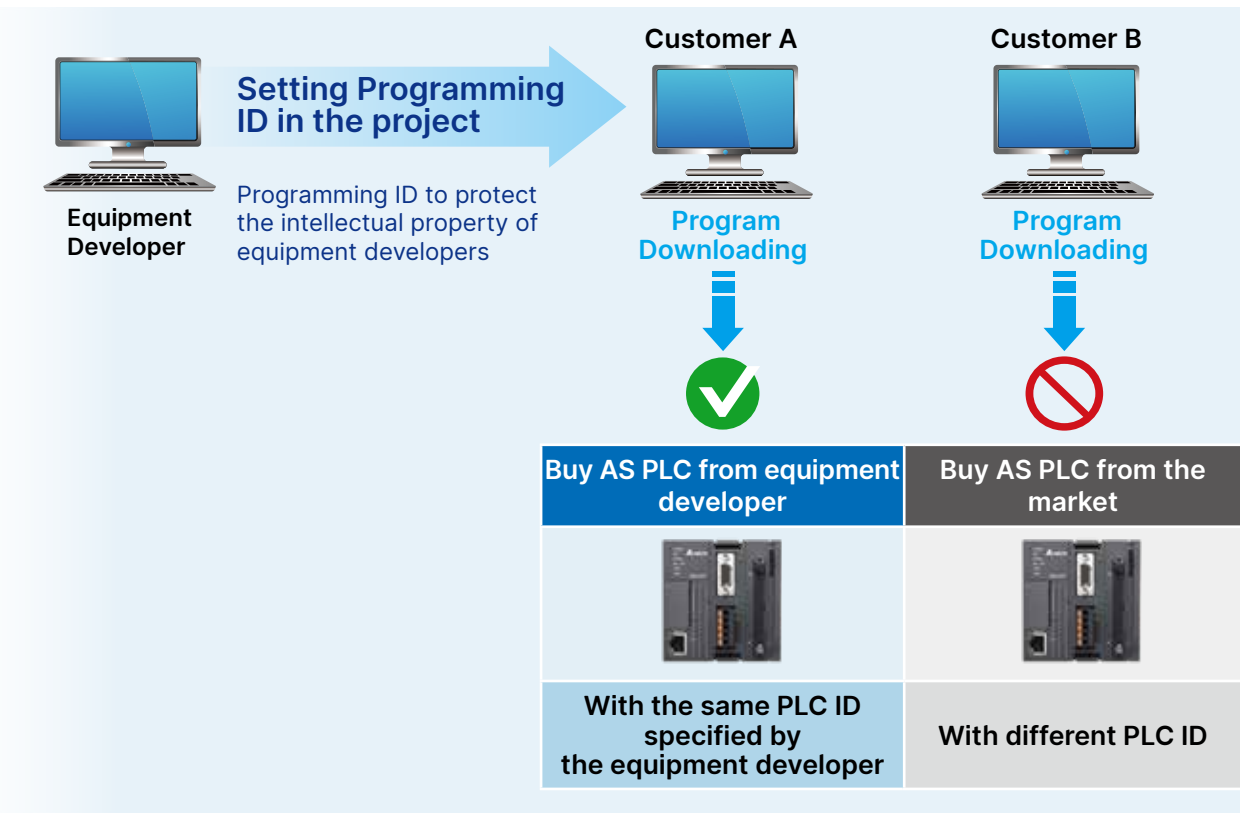 Customer A
Customer B
Setting Programming
ID in the project
Programming ID to protect
the intellectual property of
equipment developers
Equipment
Developer
Program
Downloading
Program
Downloading
Buy AS PLC from equipment
developer
Buy AS PLC from the
market
With the same PLC ID
specified by
the equipment developer
With different PLC ID